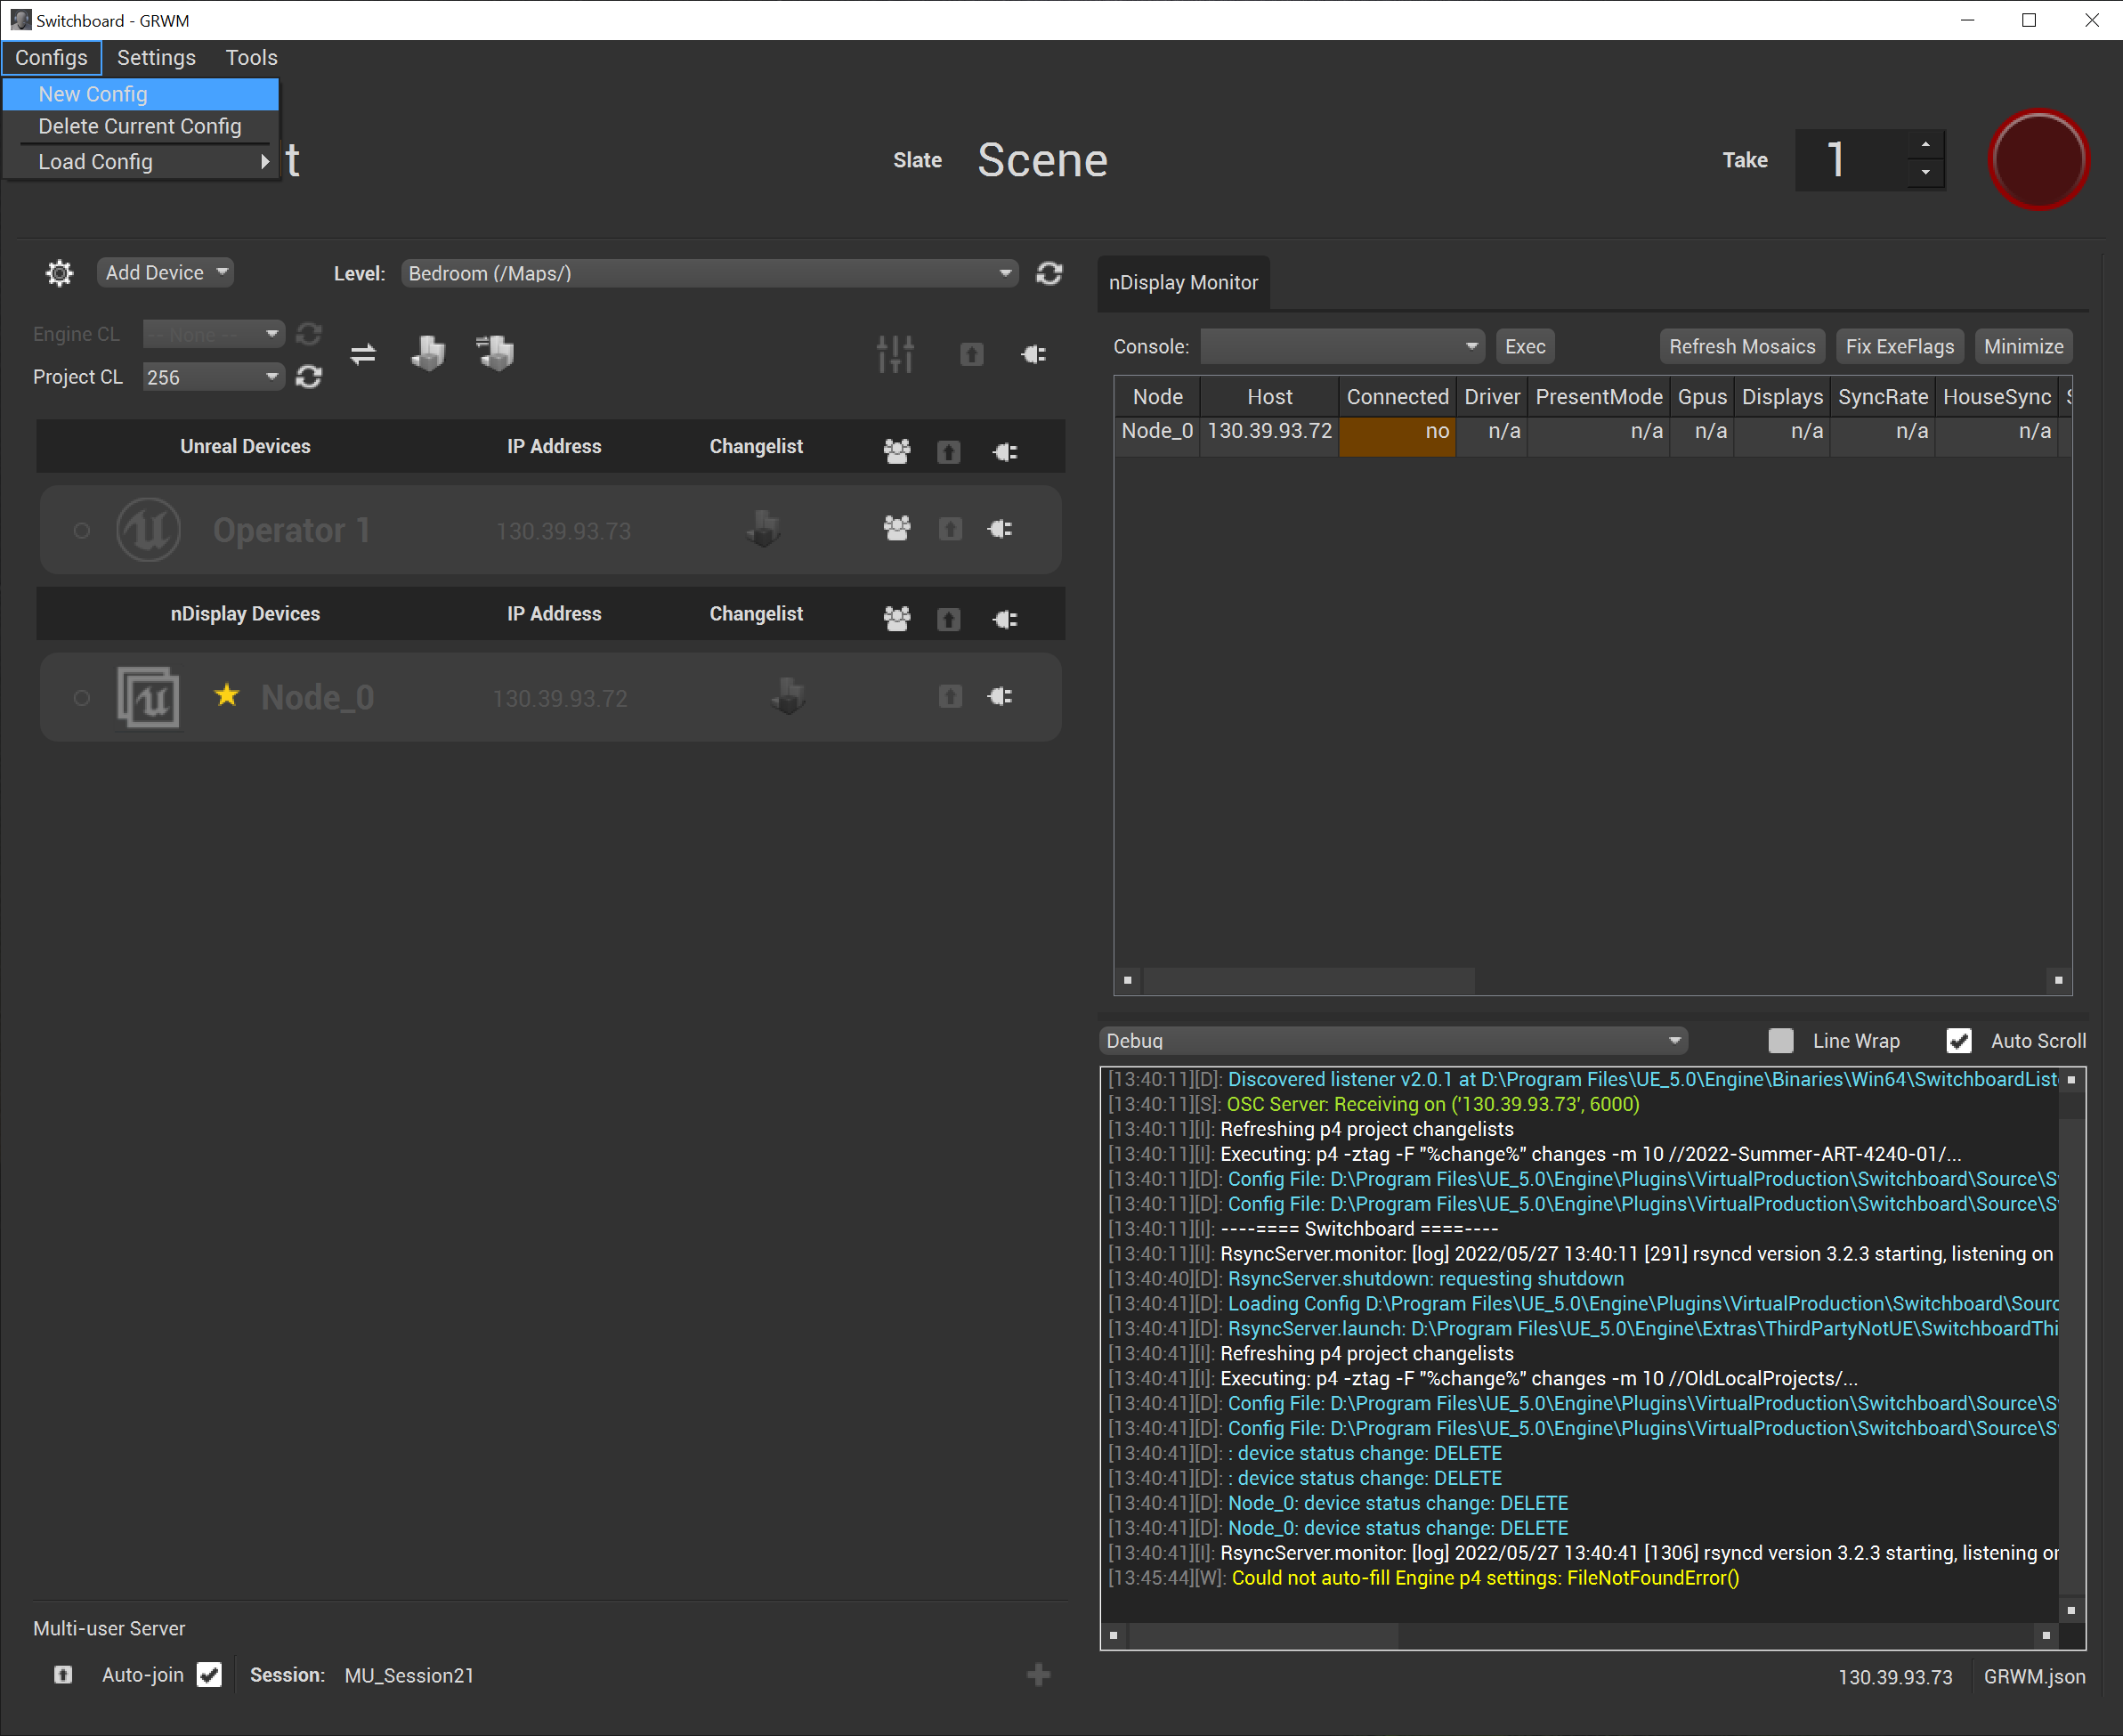 Switchboard - GRWM
Configs Settings Tools
New Config
Delete Current Config
Load Config
t
Slate Scene
Take 1
Add Device
Level: Bedroom (/Maps/)
Engine CL -- None --
Project CL 256
Unreal Devices IP Address Changelist
Operator 1 130.39.93.73
nDisplay Devices IP Address Changelist
Node_0 130.39.93.72
nDisplay Monitor
Console: Exec Refresh Mosaics Fix ExeFlags Minimize
Node Host Connected Driver PresentMode Gpus Displays SyncRate HouseSync
Node_0 130.39.93.72 no n/a n/a n/a n/a n/a n/a
Debug Line Wrap Auto Scroll
[13:40:11][D]: Discovered listener v2.0.1 at D:\Program Files\UE_5.0\Engine\Binaries\Win64\SwitchboardListe
[13:40:11][S]: OSC Server: Receiving on ('130.39.93.73', 6000)
[13:40:11][I]: Refreshing p4 project changelists
[13:40:11][I]: Executing: p4 -ztag -F "%change%" changes -m 10 //2022-Summer-ART-4240-01/...
[13:40:11][D]: Config File: D:\Program Files\UE_5.0\Engine\Plugins\VirtualProduction\Switchboard\Source\S
[13:40:11][D]: Config File: D:\Program Files\UE_5.0\Engine\Plugins\VirtualProduction\Switchboard\Source\S
[13:40:11][I]: ----==== Switchboard ====----
[13:40:11][I]: RsyncServer.monitor: [log] 2022/05/27 13:40:11 [291] rsyncd version 3.2.3 starting, listening on
[13:40:40][D]: RsyncServer.shutdown: requesting shutdown
[13:40:41][D]: Loading Config D:\Program Files\UE_5.0\Engine\Plugins\VirtualProduction\Switchboard\Sourc
[13:40:41][D]: RsyncServer.launch: D:\Program Files\UE_5.0\Engine\Extras\ThirdPartyNotUE\SwitchboardThi
[13:40:41][I]: Refreshing p4 project changelists
[13:40:41][I]: Executing: p4 -ztag -F "%change%" changes -m 10 //OldLocalProjects/...
[13:40:41][D]: Config File: D:\Program Files\UE_5.0\Engine\Plugins\VirtualProduction\Switchboard\Source\S
[13:40:41][D]: Config File: D:\Program Files\UE_5.0\Engine\Plugins\VirtualProduction\Switchboard\Source\S
[13:40:41][D]: : device status change: DELETE
[13:40:41][D]: : device status change: DELETE
[13:40:41][D]: Node_0: device status change: DELETE
[13:40:41][D]: Node_0: device status change: DELETE
[13:40:41][I]: RsyncServer.monitor: [log] 2022/05/27 13:40:41 [1306] rsyncd version 3.2.3 starting, listening on
[13:45:44][W]: Could not auto-fill Engine p4 settings: FileNotFoundError()
Multi-user Server
Auto-join Session: MU_Session21
130.39.93.73 GRWM.json